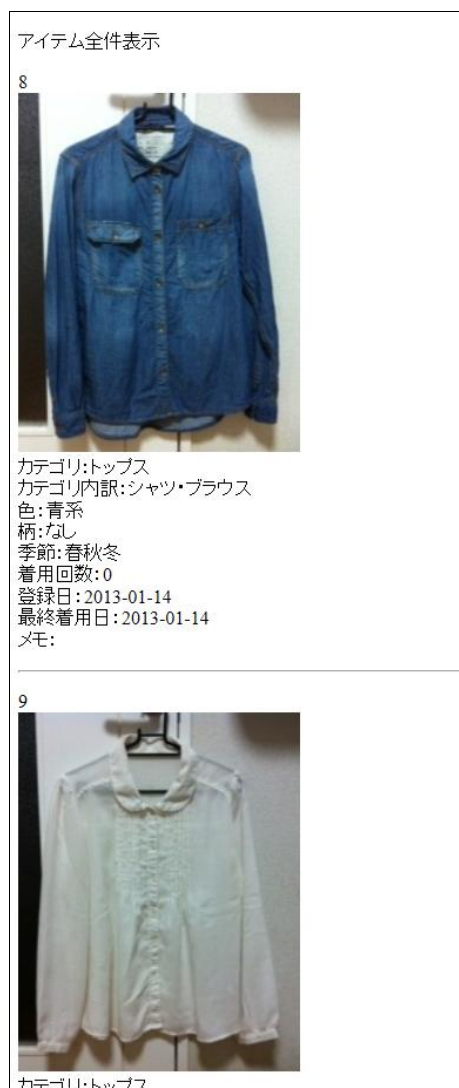 アイテム全件表示
8
カテゴリ:トップス
カテゴリ内訳:シャツ・ブラウス
色:青系
柄:なし
季節:春秋冬
着用回数:0
登録日:2013-01-14
最終着用日:2013-01-14
メモ:
9
カテゴリ:トップス